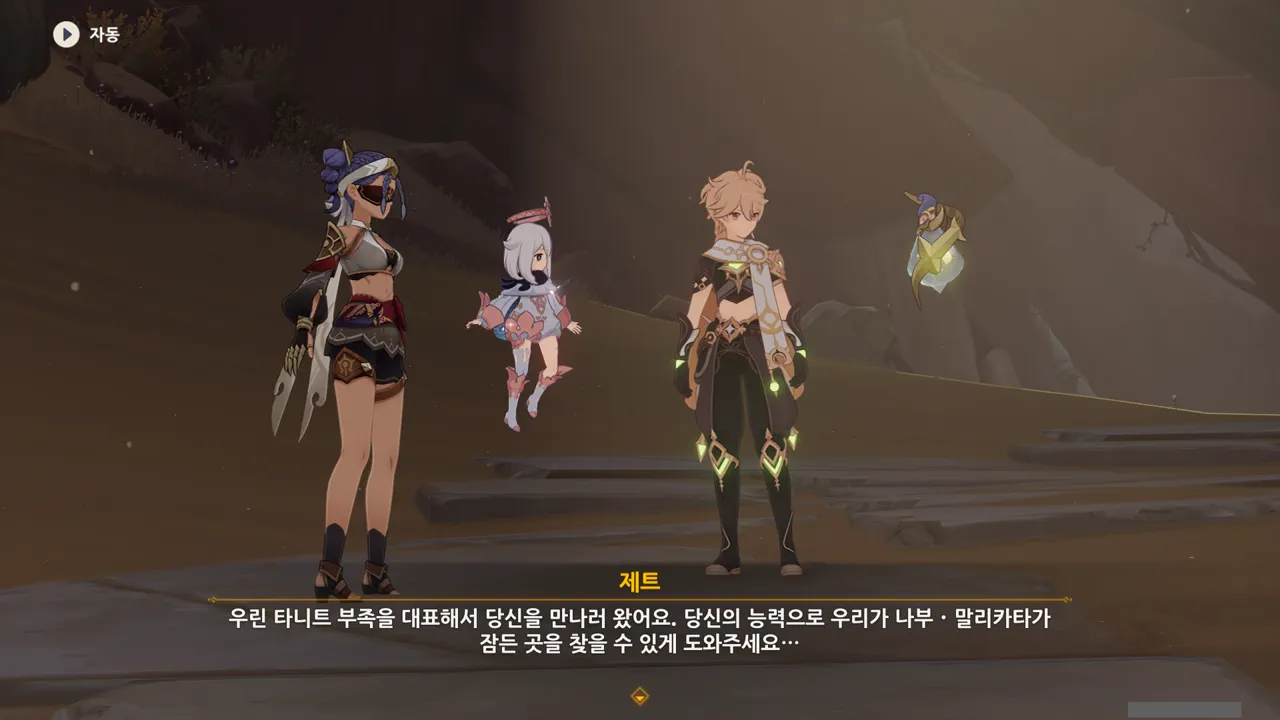 자동
제트
우린 타니트 부족을 대표해서 당신을 만나러 왔어요. 당신의 능력으로 우리가 나부·말리카타가
잠든 곳을 찾을 수 있게 도와주세요…